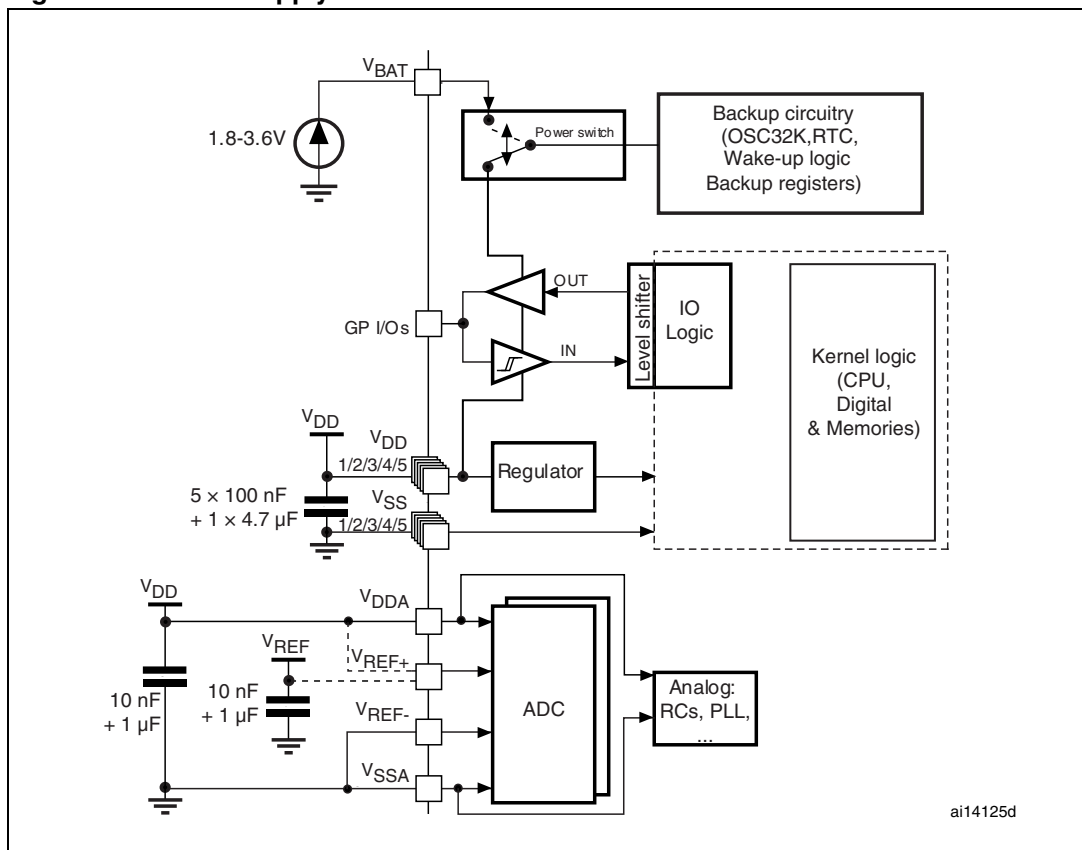 VBAT
1.8-3.6V
Power switch
Backup circuitry
(OSC32K,RTC,
Wake-up logic
Backup registers)
GP I/Os
OUT
IN
Level shifter
IO
Logic
Kernel logic
(CPU,
Digital
& Memories)
VDD
VDD
1/2/3/4/5
Regulator
5 × 100 nF
+ 1 × 4.7 µF
VSS
1/2/3/4/5
VDD
VDDA
VREF
VREF+
10 nF
+ 1 µF
10 nF
+ 1 µF
VREF-
VSSA
ADC
Analog:
RCs, PLL,
...
ai14125d